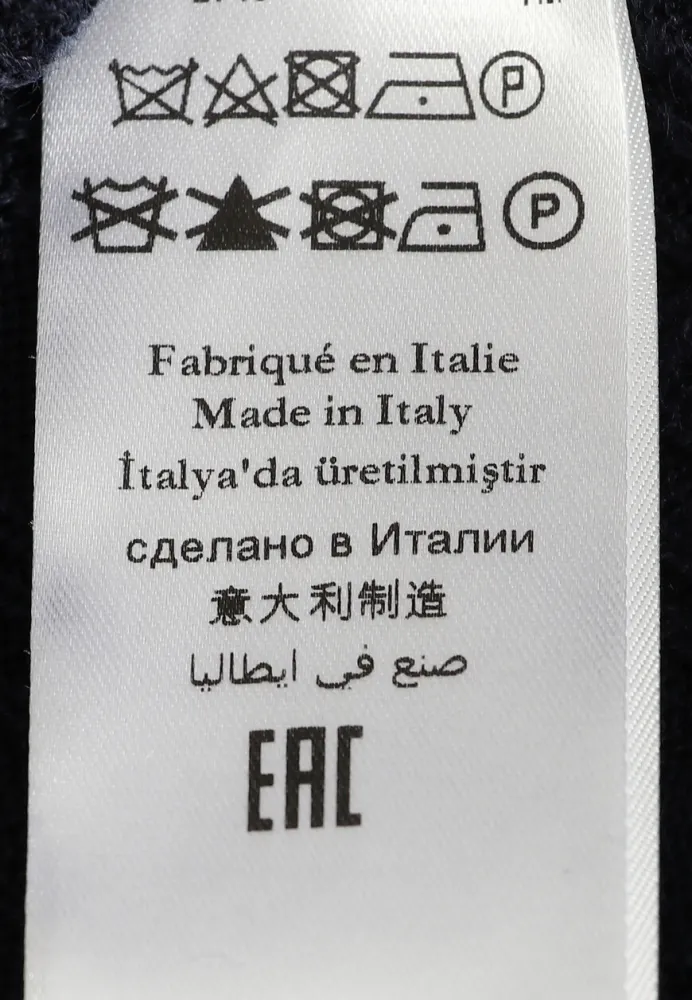 P
P
Fabriqué en Italie
Made in Italy
İtalya'da üretilmiştir
сделано в Италии
意大利制造
صنع في ايطاليا
EAC